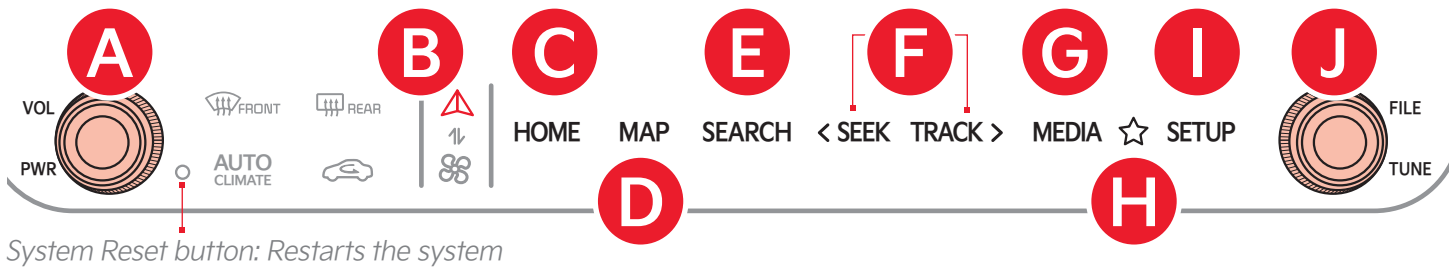 A B C E F G I J
VOL FRONT REAR HOME MAP SEARCH < SEEK TRACK > MEDIA SETUP FILE
PWR AUTO TUNE
CLIMATE
D H
System Reset button: Restarts the system